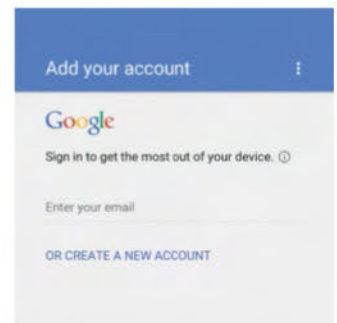 Add your account
Google
Sign in to get the most out of your device.
Enter your email
OR CREATE A NEW ACCOUNT